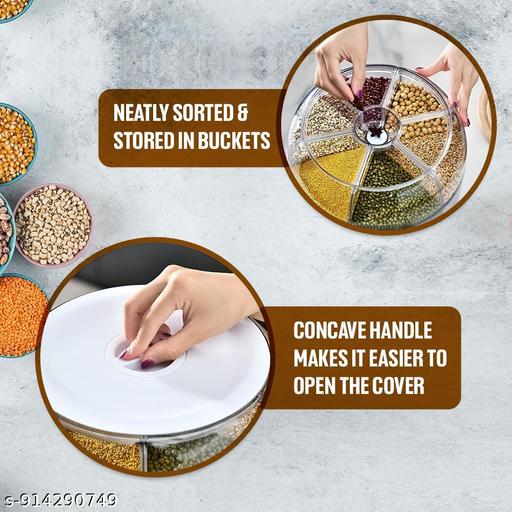 NEATLY SORTED &
STORED IN BUCKETS
CONCAVE HANDLE
MAKES IT EASIER TO
OPEN THE COVER
s-914290749